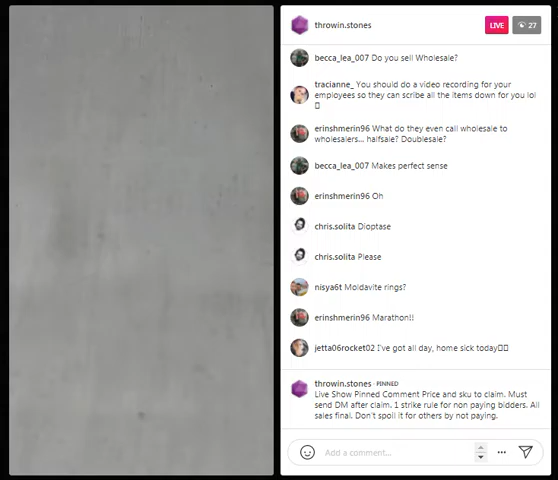 throwin.stones
LIVE 27
becca_lea_007 Do you sell Wholesale?
tracianne_ You should do a video recording for your
employees so they can scribe all the items down for you lol
erinshmerin96 What do they even call wholesale to
wholesalers... halfsale? Doublesale?
becca_lea_007 Makes perfect sense
erinshmerin96 Oh
chris.solita Dioptase
chris.solita Please
nisya6t Moldavite rings?
erinshmerin96 Marathon!!
jetta06rocket02 I've got all day, home sick today
throwin.stones · PINNED
Live Show Pinned Comment Price and sku to claim. Must
send DM after claim. 1 strike rule for non paying bidders. All
sales final. Don't spoil it for others by not paying.
Add a comment...